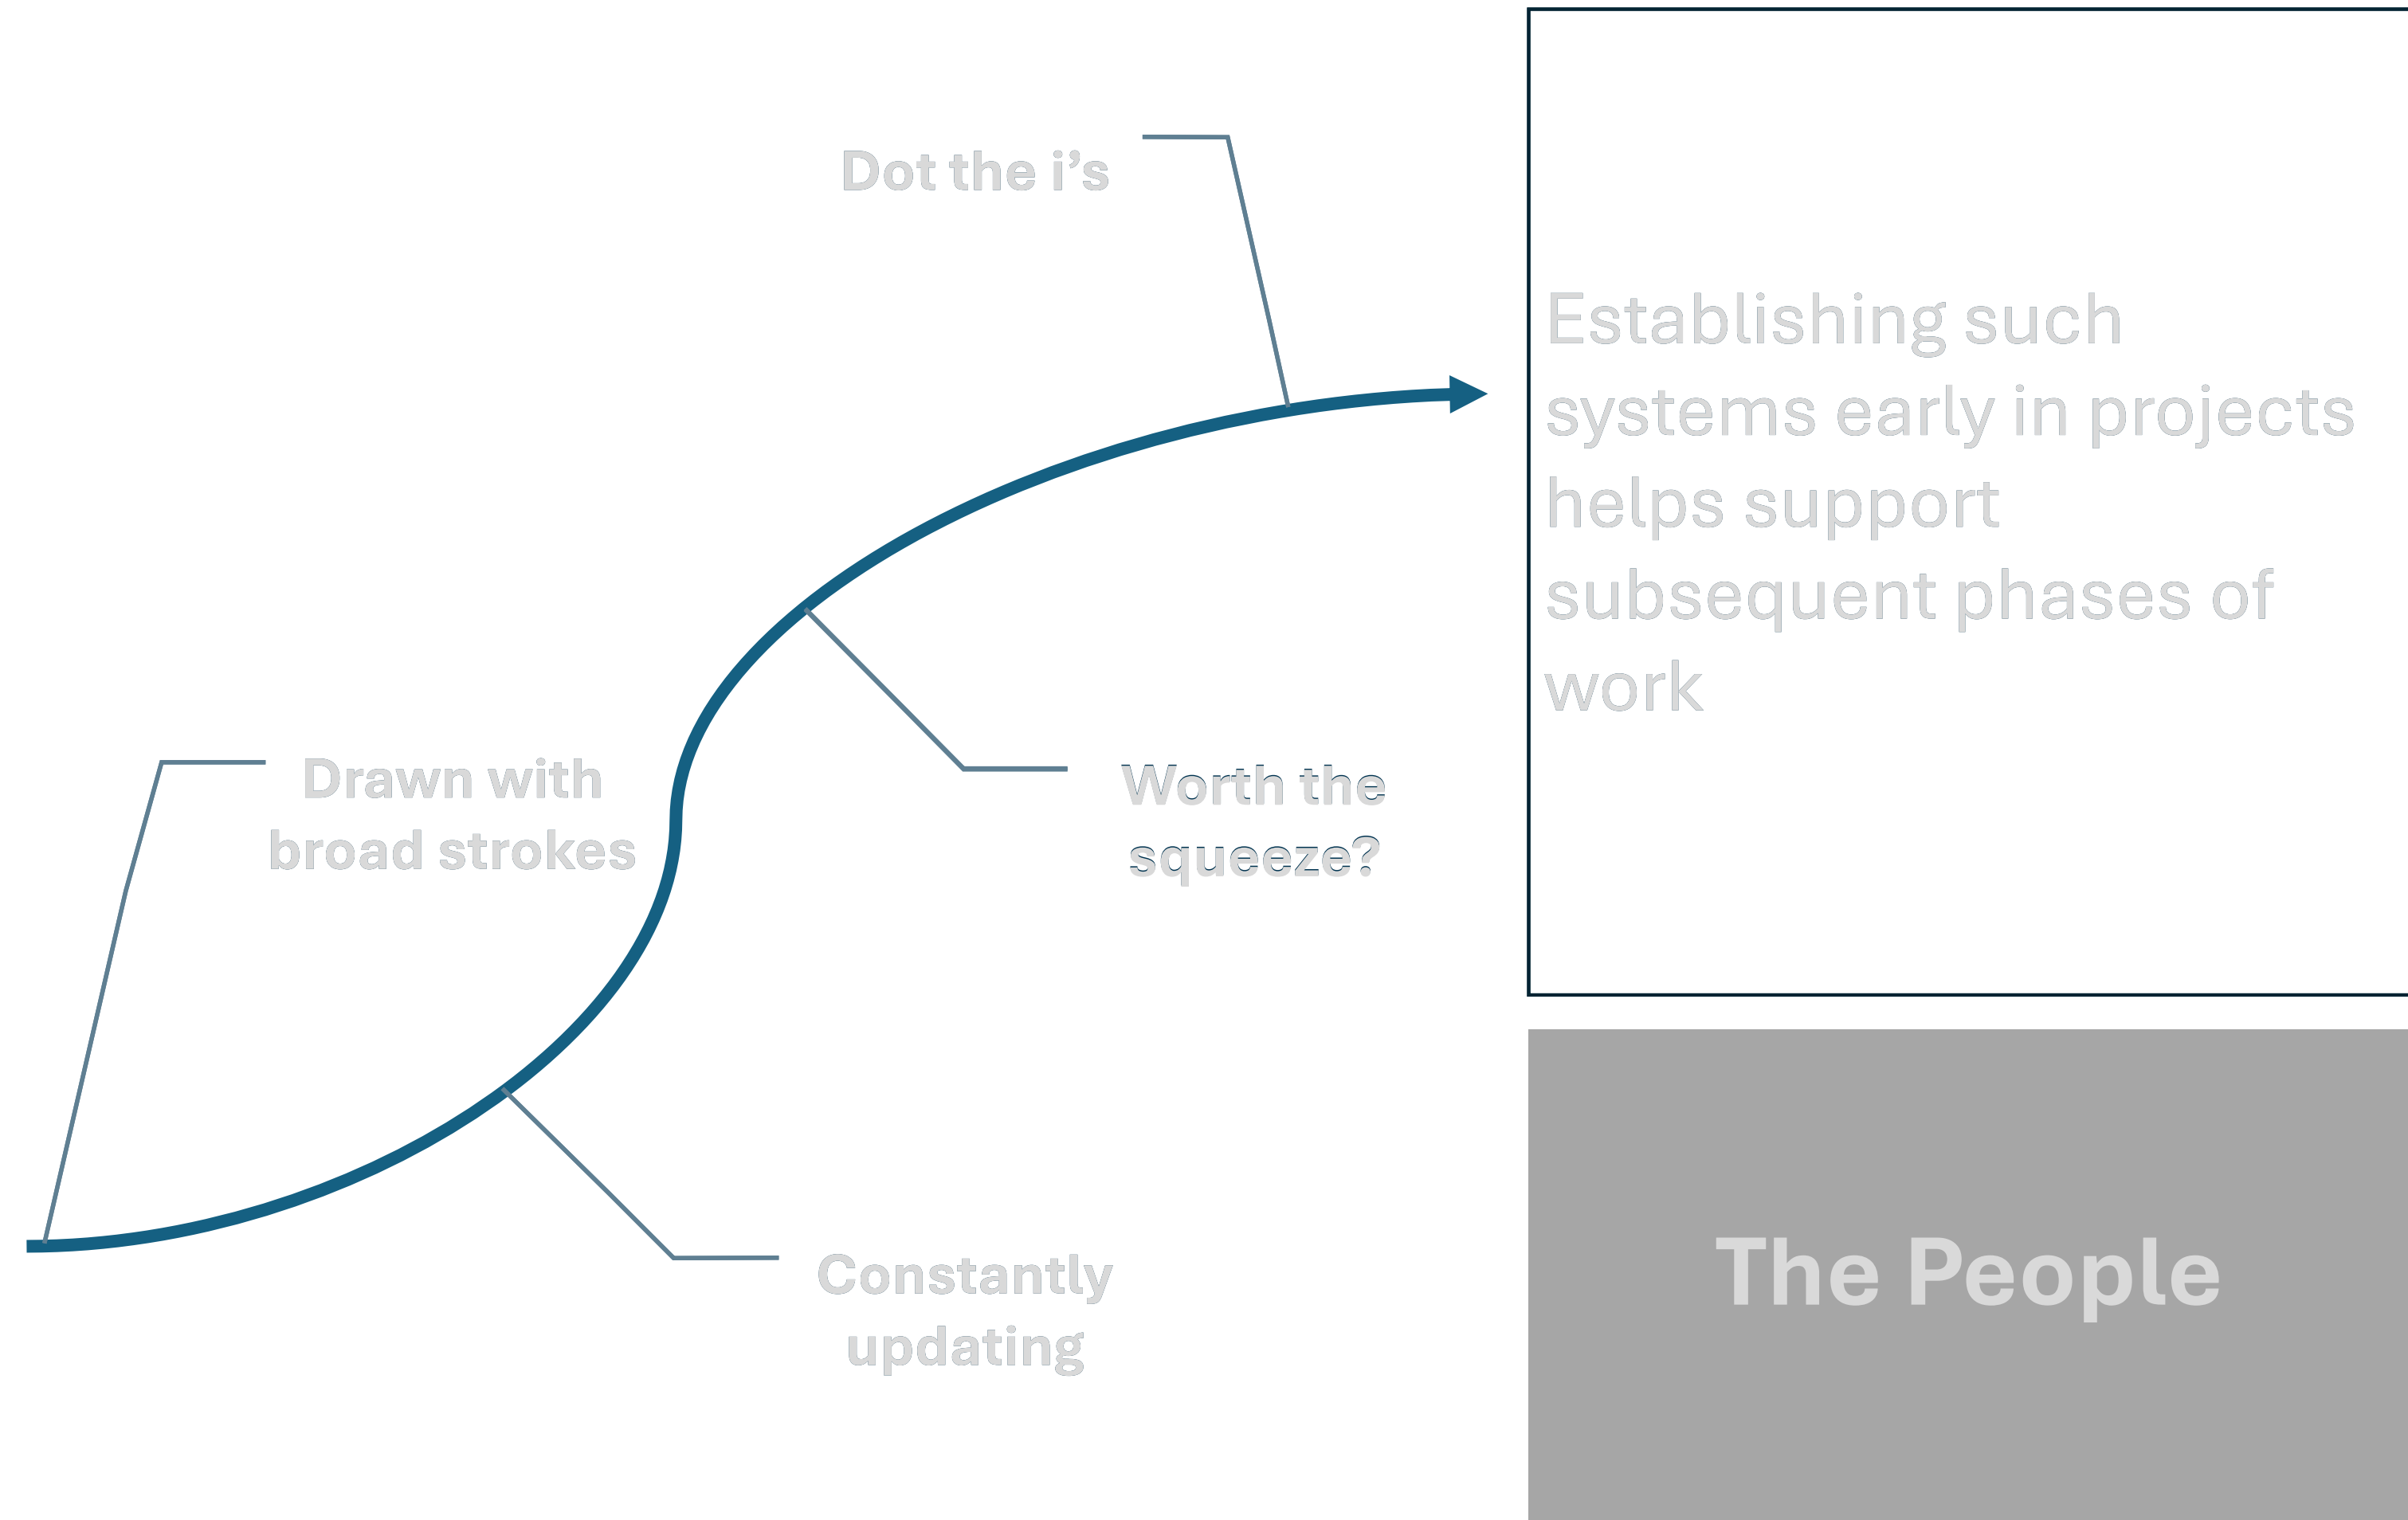 Dot the i’s
Establishing such
systems early in projects
helps support
subsequent phases of
work
Drawn with
broad strokes
Worth the
squeeze?
Constantly
updating
The People